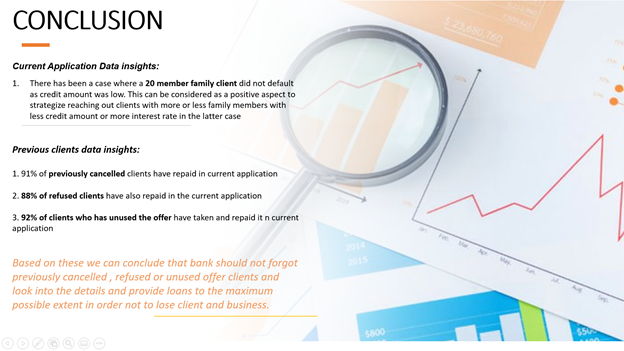 CONCLUSION
Current Application Data insights:
1. There has been a case where a 20 member family client did not default
as credit amount was low. This can be considered as a positive aspect to
strategize reaching out clients with more or less family members with
less credit amount or more interest rate in the latter case
Previous clients data insights:
1. 91% of previously cancelled clients have repaid in current application
2. 88% of refused clients have also repaid in the current application
3. 92% of clients who has unused the offer have taken and repaid it n current
application
Based on these we can conclude that bank should not forgot
previously cancelled , refused or unused offer clients and
look into the details and provide loans to the maximum
possible extent in order not to lose client and business.
$ 23,680,760
Jan. Feb. Mar. Apr. May. Jun. Jul. Aug. Sep.
2014
2015
$800